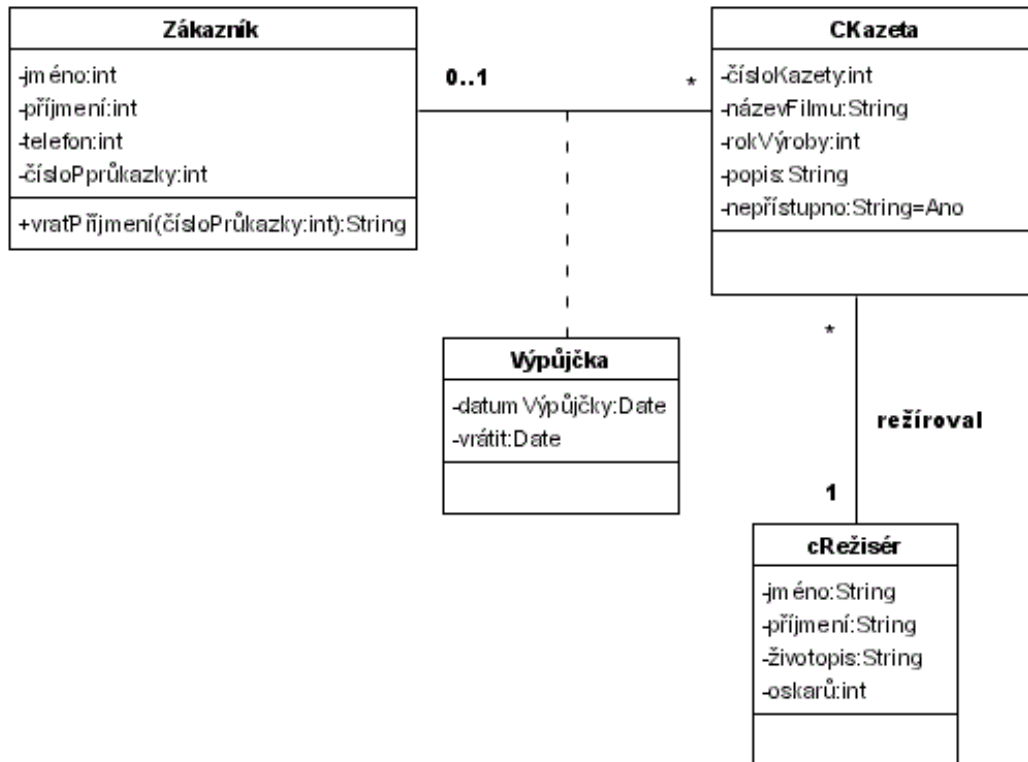 Zákazník
-jméno:int
-příjmení:int
-telefon:int
-čísloPprůkazky:int
+vratPříjmení(čísloPrůkazky:int):String
0..1
*
CKazeta
-čísloKazety:int
-názevFilmu:String
-rokVýroby:int
-popis:String
-nepřístupno:String=Ano
Výpůjčka
-datumVýpůjčky:Date
-vrátit:Date
*
režíroval
1
cRežisér
-jméno:String
-příjmení:String
-životopis:String
-oskarů:int